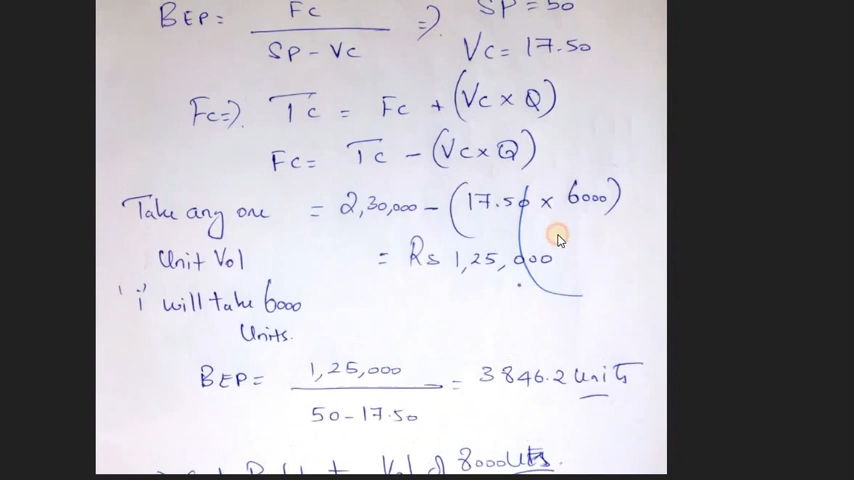 BEP = Fc / SP - Vc => SP = 50
Vc = 17.50
Fc => Tc = Fc + (Vc x Q)
Fc = Tc - (Vc x Q)
Take any one = 2,30,000 - (17.50 x 6000)
Unit Vol = Rs 1,25,000
'i' will take 6000
Units.
BEP = 1,25,000 / 50 - 17.50 = 3846.2 Units
Vol of 8000